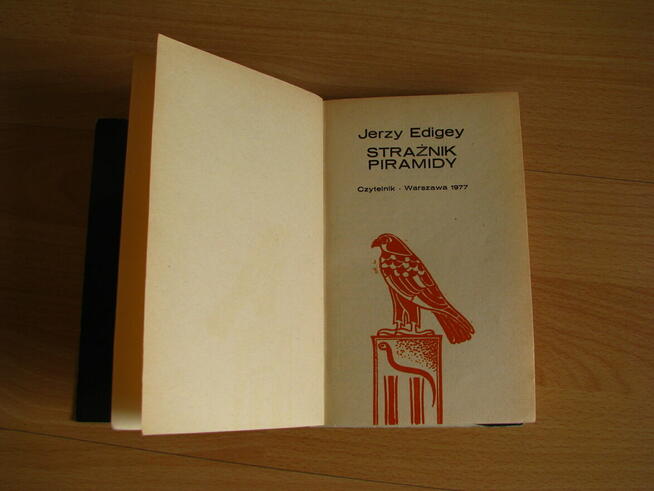 Jerzy Edigey
STRAŻNIK
PIRAMIDY
Czytelnik · Warszawa 1977